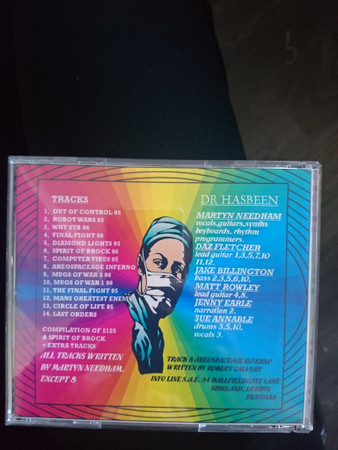 TRACKS
1, OUT OF CONTROL 95
2, ROBOT WARS 95
3, WHY SYB 95
4, FINAL FIGHT 95
5, DIAMOND LIGHTS 95
6, SPIRIT OF BROCK
7, COMPUTER VIRUS 95
8, AREOSPACEAGE INFERNO
9, MUGS OF WAR 2 95
10, MUGS OF WAR 1 96
11, THE FINAL FIGHT 95
12, MANS GREATEST ENEMY
13, CIRCLE OF LIFE 95
14, LAST ORDERS
COMPILATION OF 2125
& SPIRIT OF BROCK
+ EXTRA TRACKS
ALL TRACKS WRITTEN
BY MARTYN NEEDHAM,
EXCEPT 8
DR HASBEEN
MARTYN NEEDHAM
vocals,guitars,synths
keyboards, rhythm
programmers.
DAZ FLETCHER
lead guitar 1,3,5,7,10
11,12.
JAKE BILLINGTON
bass 2,3,5,6,10.
MATT ROWLEY
lead guitar 4,8.
JENNY EARLE
narration 2.
SUE ANNABLE
drums 3,5,10,
vocals 3.
TRACK 8 AREOSPACEAGE INFERNO
WRITTEN BY ROBERT CALVERT
INFO LINE S.A.E. 34
SHIRLAND, DERBYS